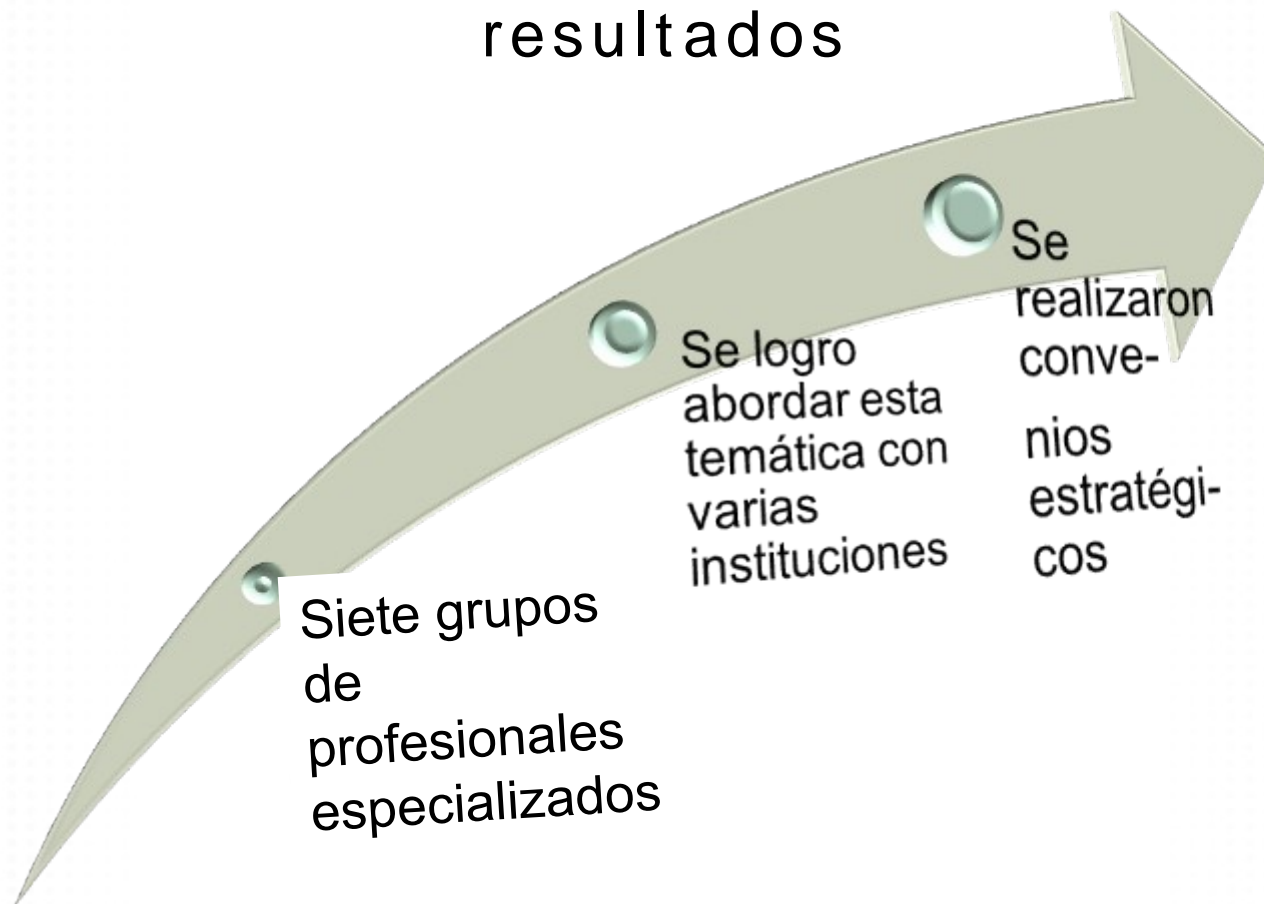 resultados
Siete grupos
de
profesionales
especializados
Se logro
abordar esta
temática con
varias
instituciones
Se
realizaron
conve-
nios
estratégi-
cos